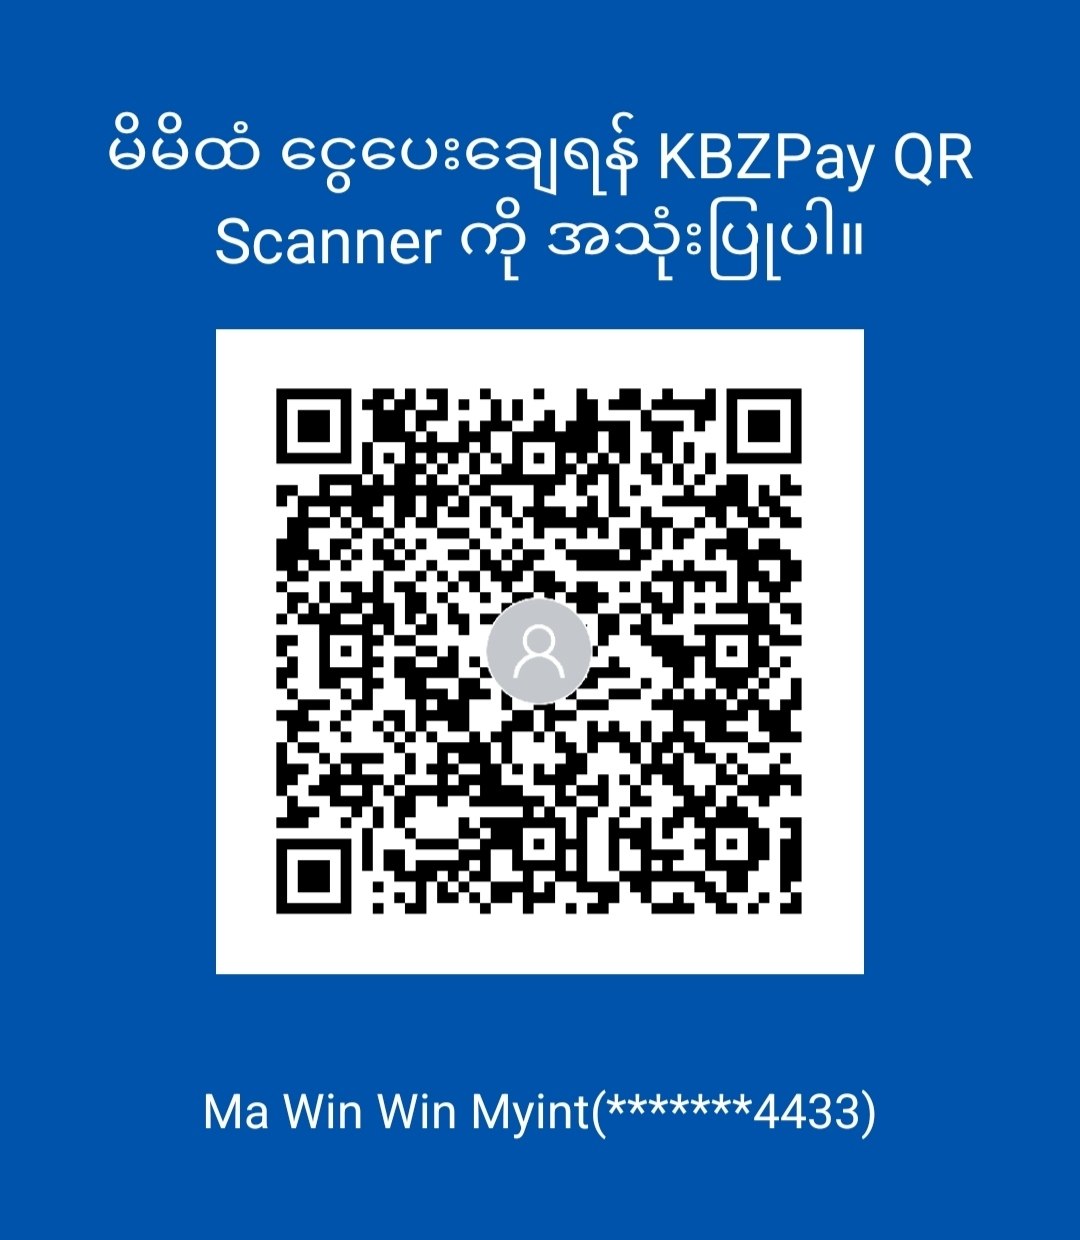 မိမိထံ ငွေပေးချေရန် KBZPay QR
Scanner ကို အသုံးပြုပါ။
Ma Win Win Myint(*******4433)